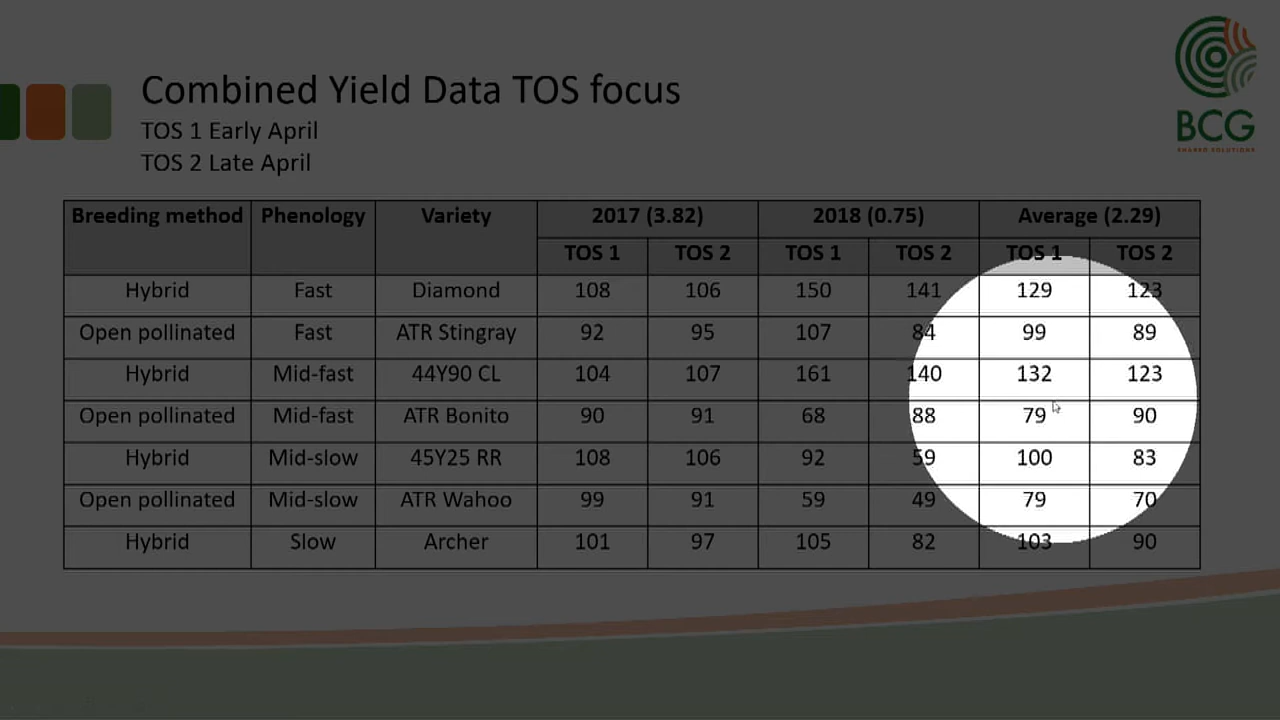 Combined Yield Data TOS focus
TOS 1 Early April
TOS 2 Late April
BCG
SHARED SOLUTIONS
Breeding method Phenology Variety 2017 (3.82) 2018 (0.75) Average (2.29)
TOS 1 TOS 2 TOS 1 TOS 2 TOS 1 TOS 2
Hybrid Fast Diamond 108 106 150 141 129 123
Open pollinated Fast ATR Stingray 92 95 107 84 99 89
Hybrid Mid-fast 44Y90 CL 104 107 161 140 132 123
Open pollinated Mid-fast ATR Bonito 90 91 68 88 79 90
Hybrid Mid-slow 45Y25 RR 108 106 92 59 100 83
Open pollinated Mid-slow ATR Wahoo 99 91 59 49 79 70
Hybrid Slow Archer 101 97 105 82 103 90